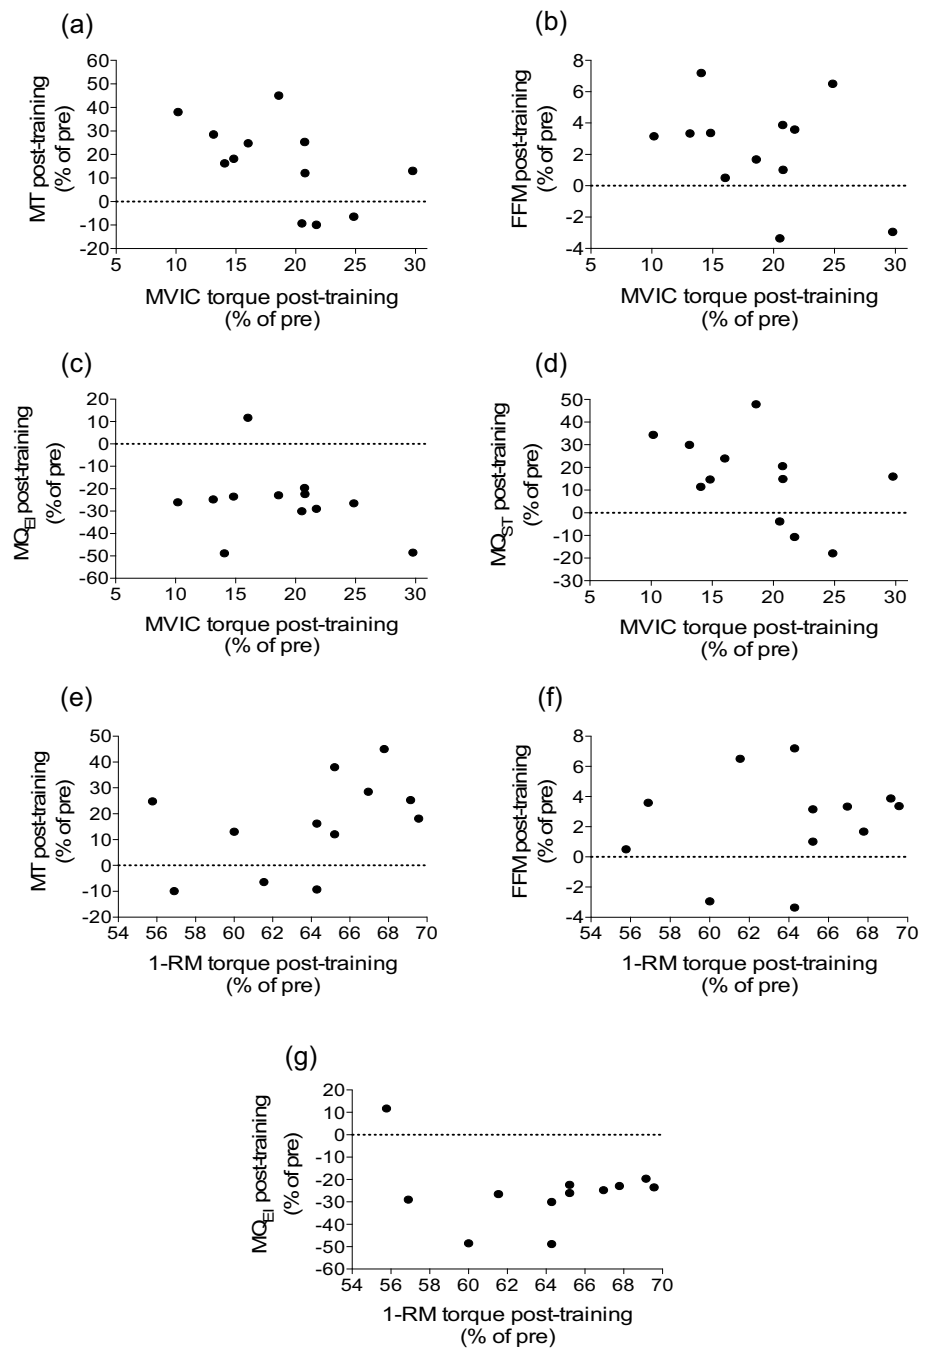 (a)
60
50
40
30
20
10
0
-10
-20
MT post-training
(% of pre)
5 10 15 20 25 30
MVIC torque post-training
(% of pre)
(b)
8
6
4
2
0
-2
-4
FFM post-training
(% of pre)
5 10 15 20 25 30
MVIC torque post-training
(% of pre)
(c)
20
10
0
-10
-20
-30
-40
-50
-60
MQEI post-training
(% of pre)
5 10 15 20 25 30
MVIC torque post-training
(% of pre)
(d)
50
40
30
20
10
0
-10
-20
-30
MQST post-training
(% of pre)
5 10 15 20 25 30
MVIC torque post-training
(% of pre)
(e)
50
40
30
20
10
0
-10
-20
MT post-training
(% of pre)
54 56 58 60 62 64 66 68 70
1-RM torque post-training
(% of pre)
(f)
8
6
4
2
0
-2
-4
FFM post-training
(% of pre)
54 56 58 60 62 64 66 68 70
1-RM torque post-training
(% of pre)
(g)
20
10
0
-10
-20
-30
-40
-50
-60
MQEI post-training
(% of pre)
54 56 58 60 62 64 66 68 70
1-RM torque post-training
(% of pre)